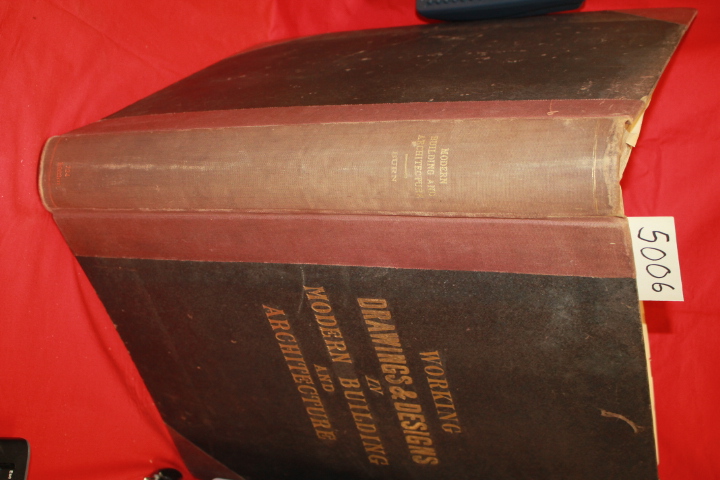 MODERN
BUILDING AND
ARCHITECTURE
5006
WORKING
DRAWINGS & DESIGNS
IN
MODERN BUILDING
AND
ARCHITECTURE